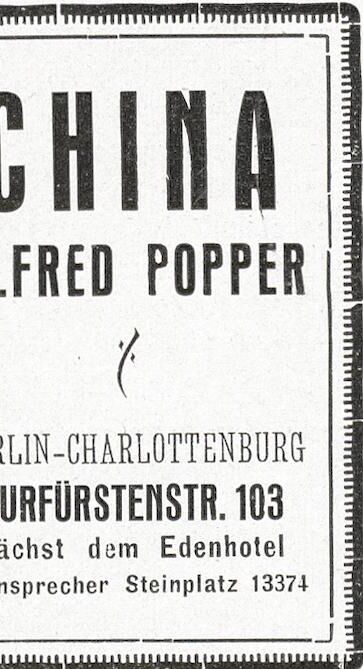 CHINA
LFRED POPPER
RLIN-CHARLOTTENBURG
URFÜRSTENSTR. 103
ächst dem Edenhotel
nsprecher Steinplatz 13374